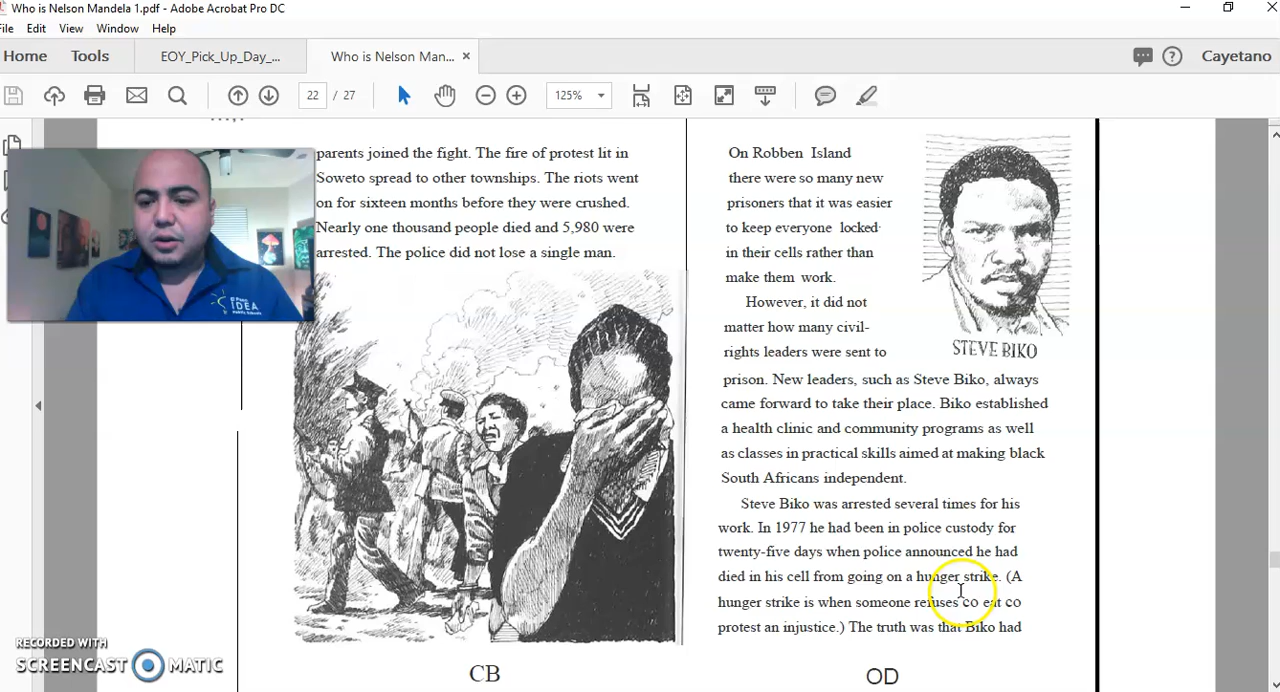 Who is Nelson Mandela 1.pdf - Adobe Acrobat Pro DC
File Edit View Window Help
Home Tools EOY_Pick_Up_Day_... Who is Nelson Man... × Cayetano
22 / 27 125%
parents joined the fight. The fire of protest lit in
spread to other townships. The riots went
on for sixteen months before they were crushed.
Nearly one thousand people died and 5,980 were
arrested. The police did not lose a single man.
CB
On Robben Island
there were so many new
prisoners that it was easier
to keep everyone locked
in their cells rather than
make them work.
However, it did not
matter how many civil-
rights leaders were sent to
STEVE BIKO
prison. New leaders, such as Steve Biko, always
came forward to take their place. Biko established
a health clinic and community programs as well
as classes in practical skills aimed at making black
South Africans independent.
Steve Biko was arrested several times for his
work. In 1977 he had been in police custody for
twenty-five days when police announced he had
died in his cell from going on a hunger strike. (A
hunger strike is when someone refuses co eat co
protest an injustice.) The truth was that Biko had
OD
IDEA
RECORDED WITH
SCREENCAST MATIC